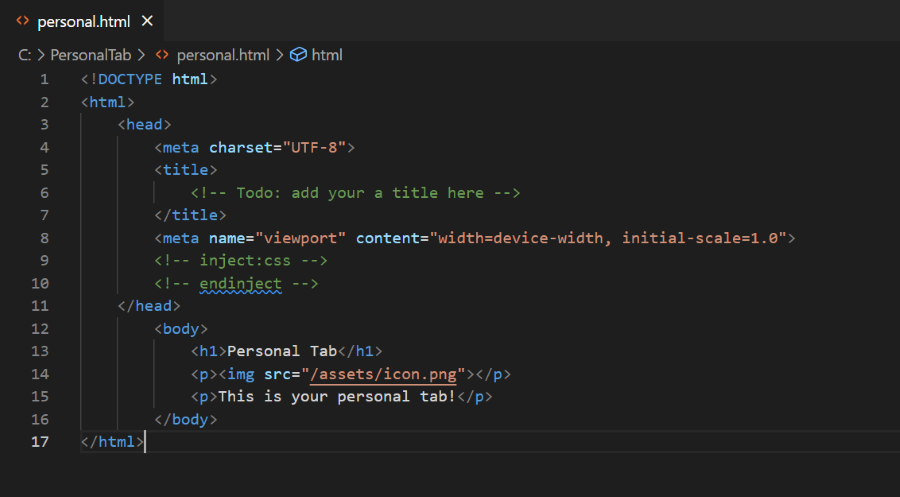 personal.html
C: > PersonalTab > personal.html > html
1 <!DOCTYPE html>
2 <html>
3     <head>
4         <meta charset="UTF-8">
5         <title>
6             <!-- Todo: add your a title here -->
7         </title>
8         <meta name="viewport" content="width=device-width, initial-scale=1.0">
9         <!-- inject:css -->
10         <!-- endinject -->
11     </head>
12         <body>
13             <h1>Personal Tab</h1>
14             <p><img src="/assets/icon.png"></p>
15             <p>This is your personal tab!</p>
16         </body>
17 </html>